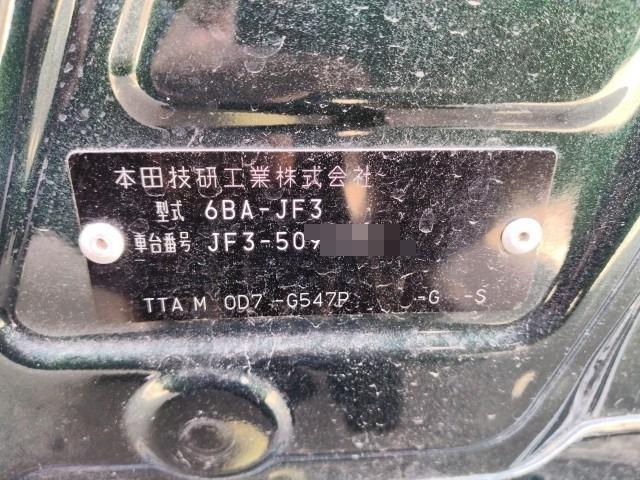 本田技研工業株式会社
型式 6BA-JF3
車台番号 JF3-50
TTA M 0D7 -G547P -G -S